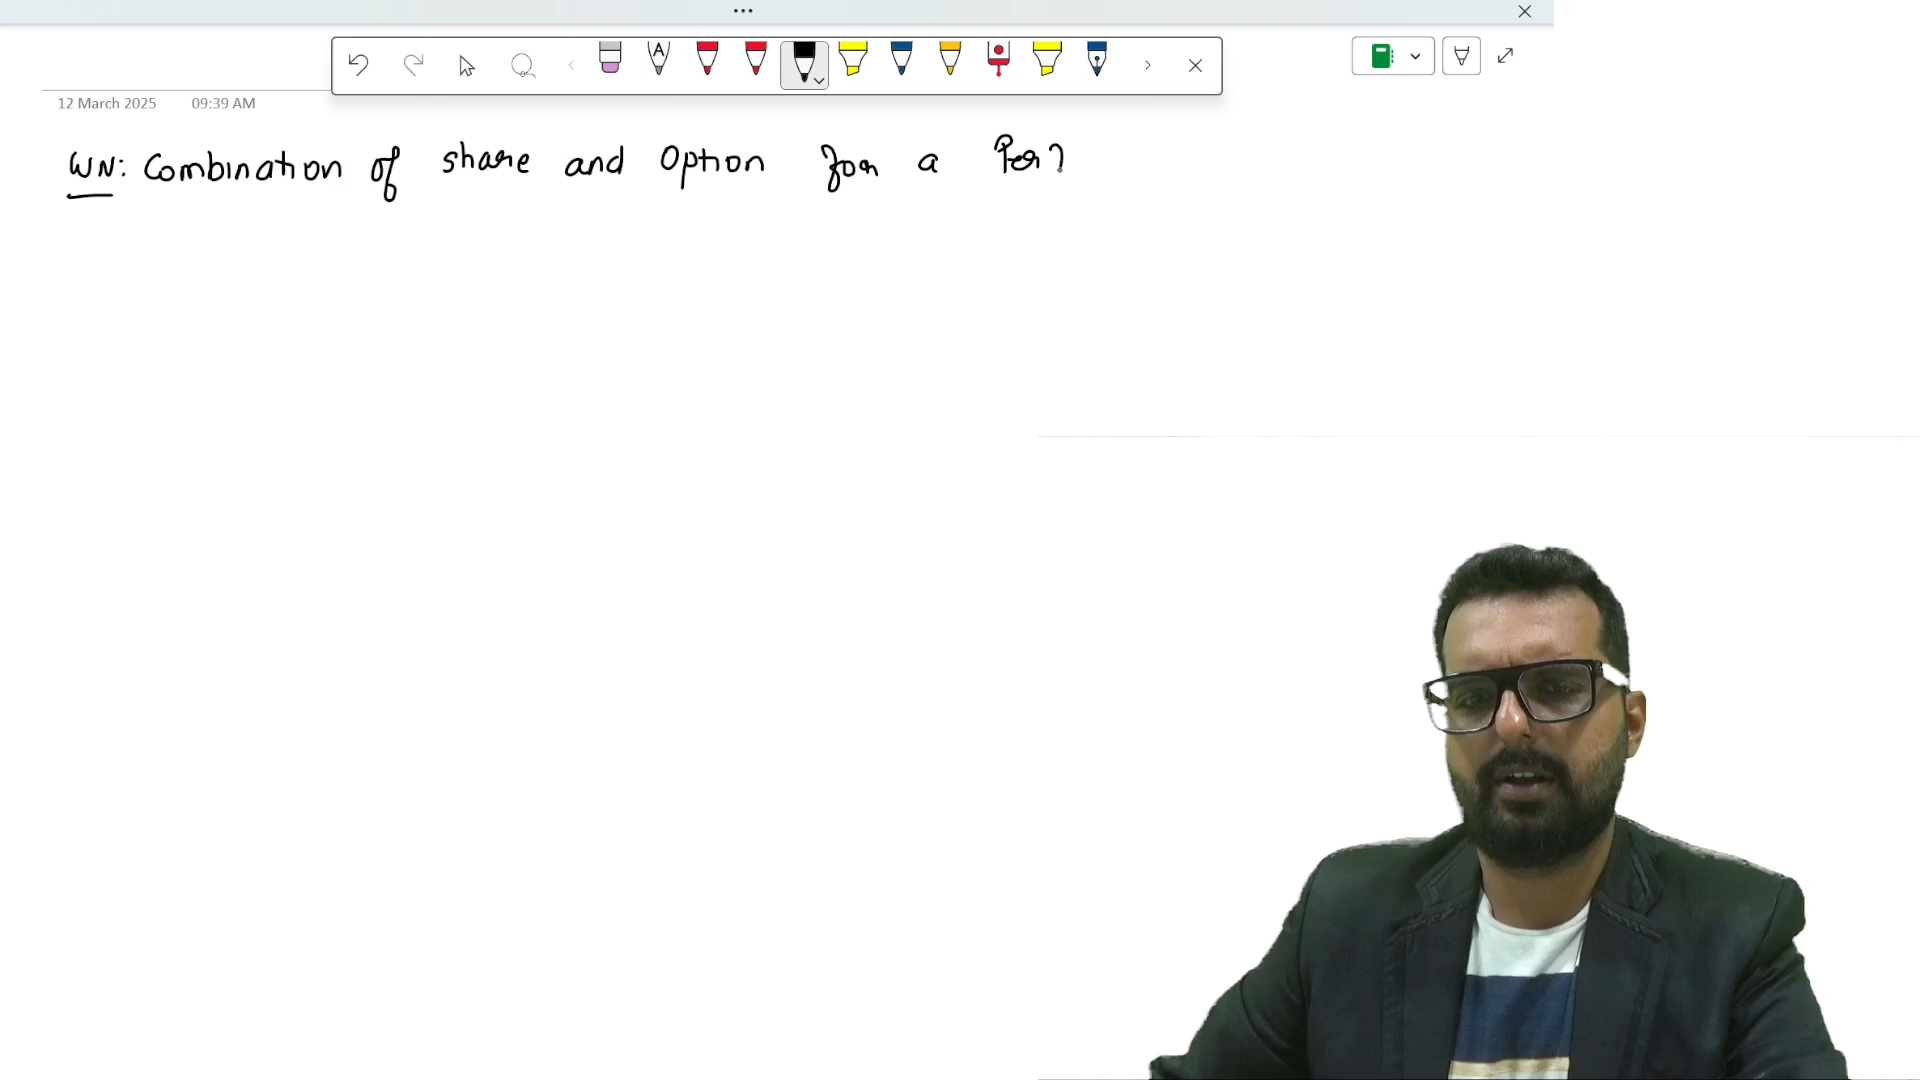 12 March 2025 09:39 AM
WN: Combination of share and option for a Per